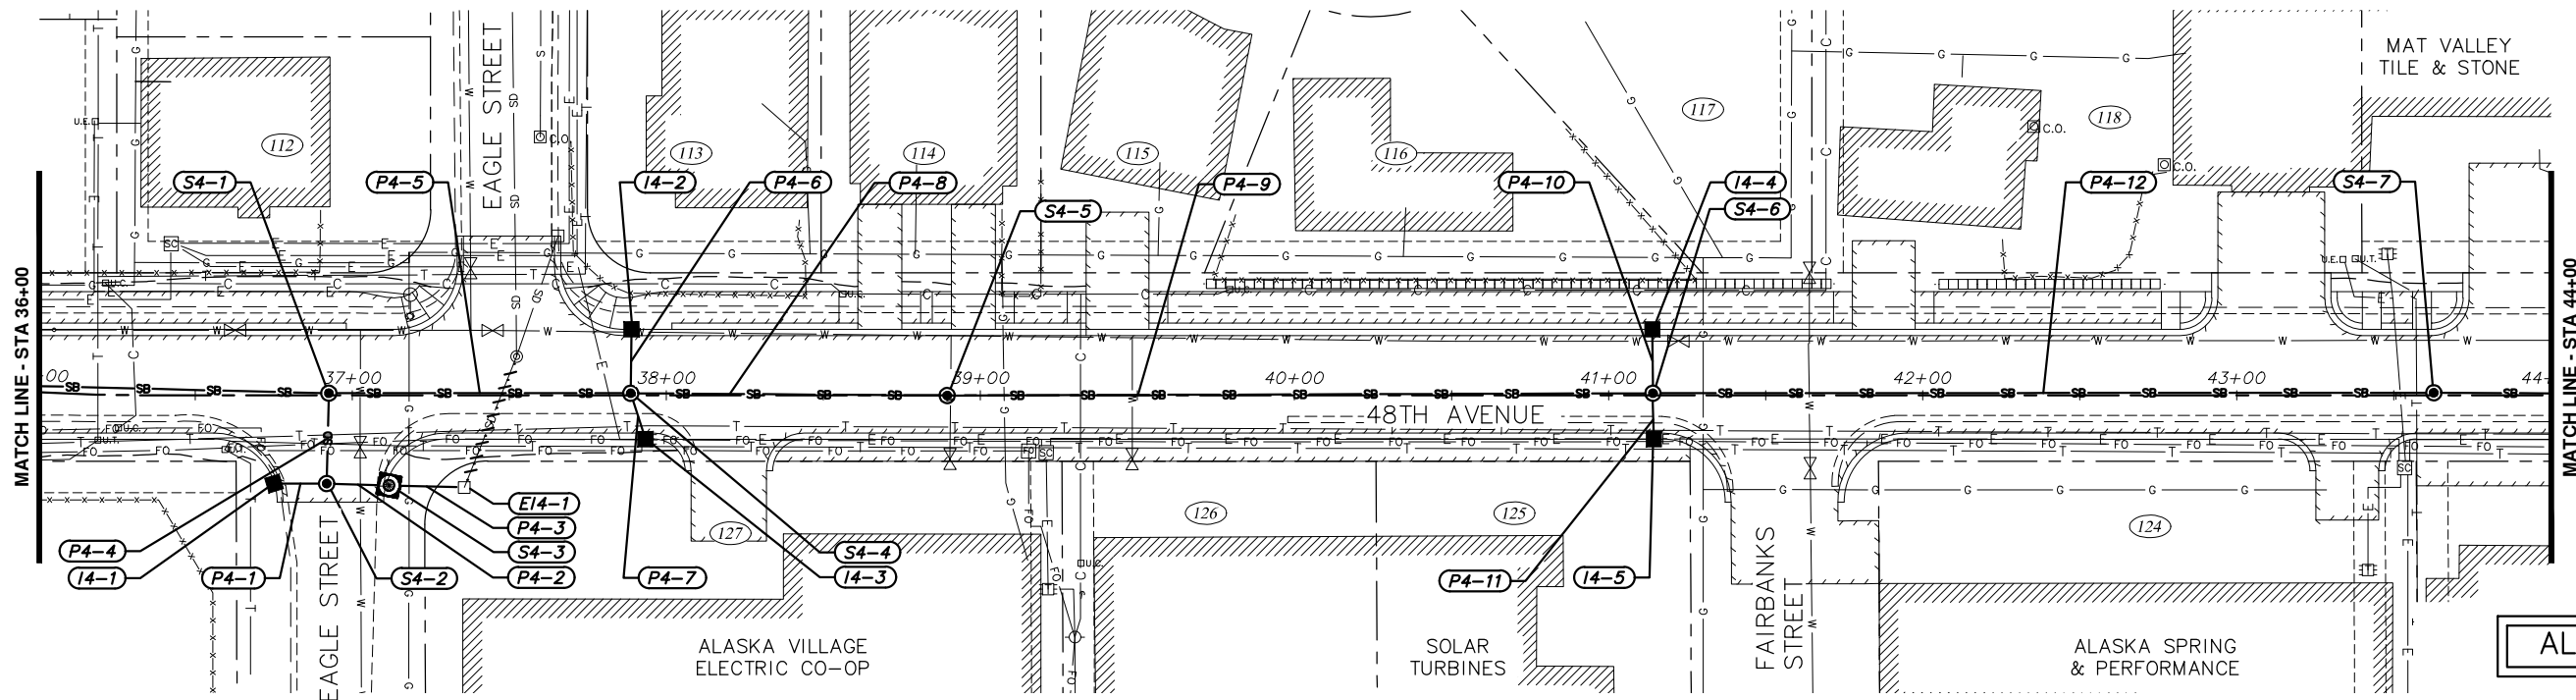 MAT VALLEY
TILE & STONE
EAGLE STREET
C.O.
U.E.
112
113
114
115
116
117
118
C.O.
C.O.
S4-1
P4-5
I4-2
P4-6
P4-8
S4-5
P4-9
P4-10
I4-4
S4-6
P4-12
S4-7
MATCH LINE - STA 36+00
MATCH LINE - STA 44+00
37+00
38+00
39+00
40+00
41+00
42+00
43+00
48TH AVENUE
EI4-1
P4-3
S4-3
P4-2
P4-4
I4-1
P4-1
S4-2
P4-7
S4-4
I4-3
P4-11
I4-5
127
126
125
124
EAGLE STREET
FAIRBANKS
STREET
ALASKA VILLAGE
ELECTRIC CO-OP
SOLAR
TURBINES
ALASKA SPRING
& PERFORMANCE
AL